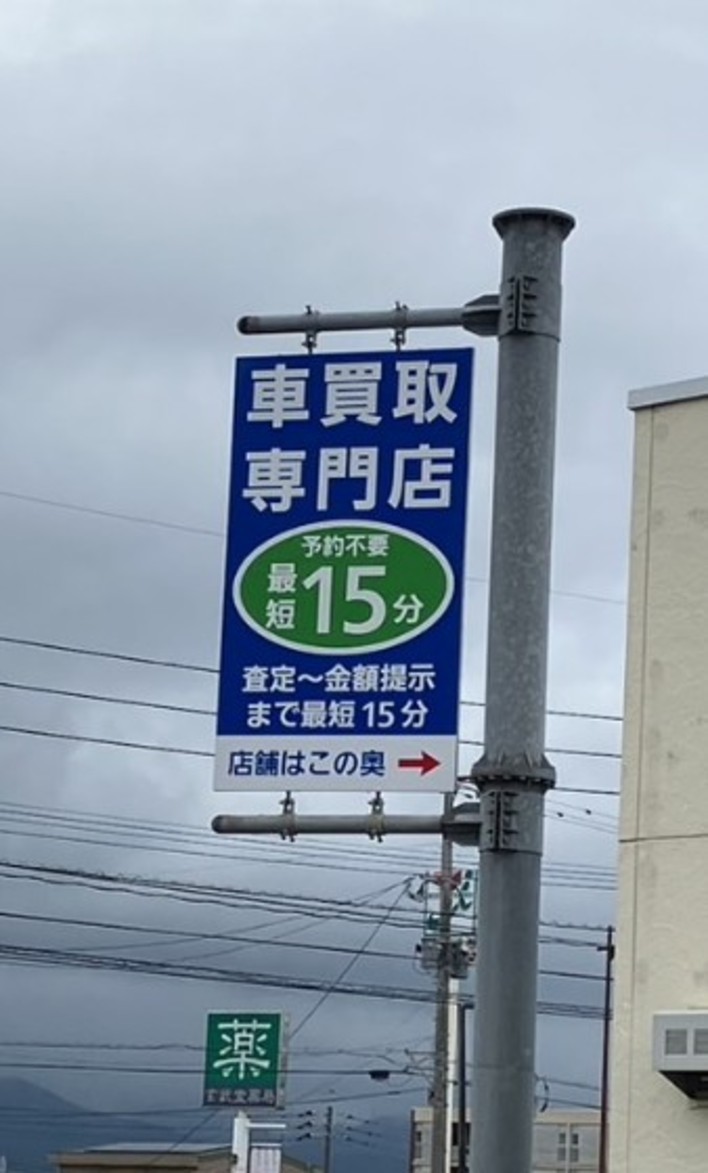 車買取
専門店
予約不要
最短15分
査定～金額提示
まで最短15分
店舗はこの奥→
薬